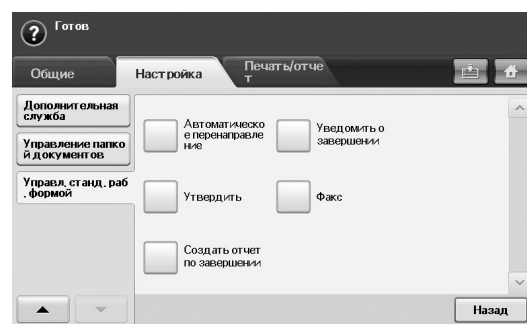 Готов
Общие
Настройка
Печать/отче
т
Дополнительная
служба
Управление папко
й документов
Управл. станд. раб
. формой
Автоматическо
е перенаправле
ние
Уведомить о
завершении
Утвердить
Факс
Создать отчет
по завершении
Назад